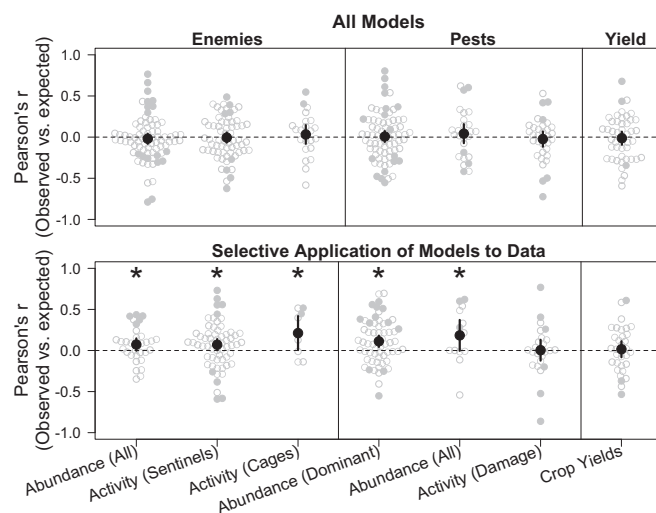 All Models
Enemies Pests Yield
Pearson's r
(Observed vs. expected)
1.0
0.5
0.0
-0.5
-1.0
Selective Application of Models to Data
Pearson's r
(Observed vs. expected)
1.0
0.5
0.0
-0.5
-1.0
* * * * *
Abundance (All)
Activity (Sentinels)
Activity (Cages)
Abundance (Dominant)
Abundance (All)
Activity (Damage)
Crop Yields